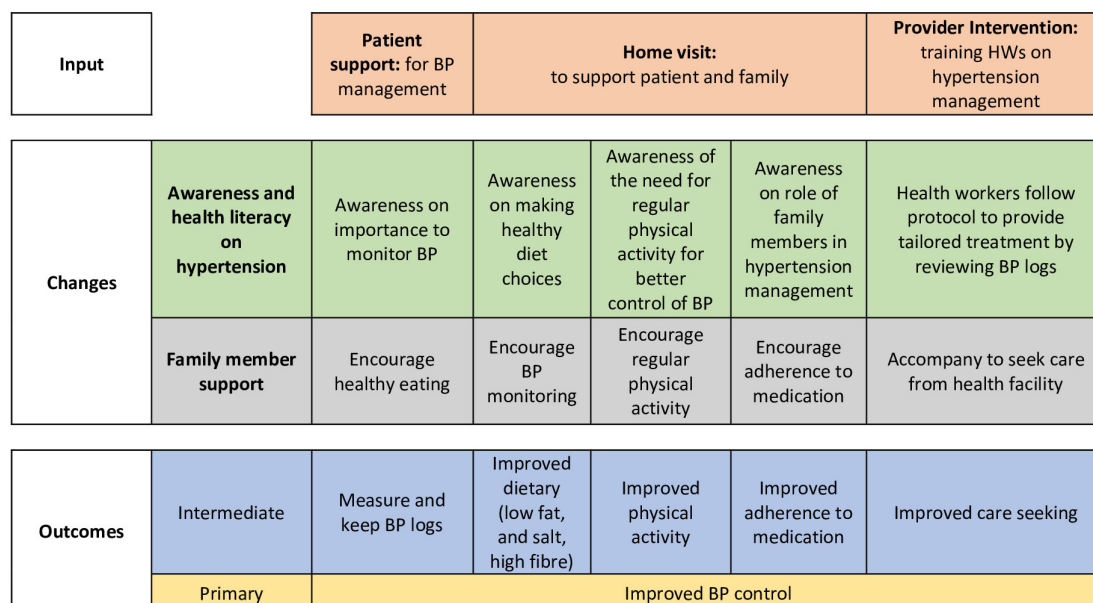 Input
Patient
support: for BP
management
Home visit:
to support patient and family
Provider Intervention:
training HWs on
hypertension
management
Changes
Awareness and
health literacy
on
hypertension
Awareness on
importance to
monitor BP
Awareness
on making
healthy
diet
choices
Awareness of
the need for
regular
physical
activity for
better
control of BP
Awareness
on role of
family
members in
hypertension
management
Health workers follow
protocol to provide
tailored treatment by
reviewing BP logs
Family member
support
Encourage
healthy eating
Encourage
BP
monitoring
Encourage
regular
physical
activity
Encourage
adherence to
medication
Accompany to seek care
from health facility
Outcomes
Intermediate
Measure and
keep BP logs
Improved
dietary
(low fat,
and salt,
high fibre)
Improved
physical
activity
Improved
adherence to
medication
Improved care seeking
Primary
Improved BP control